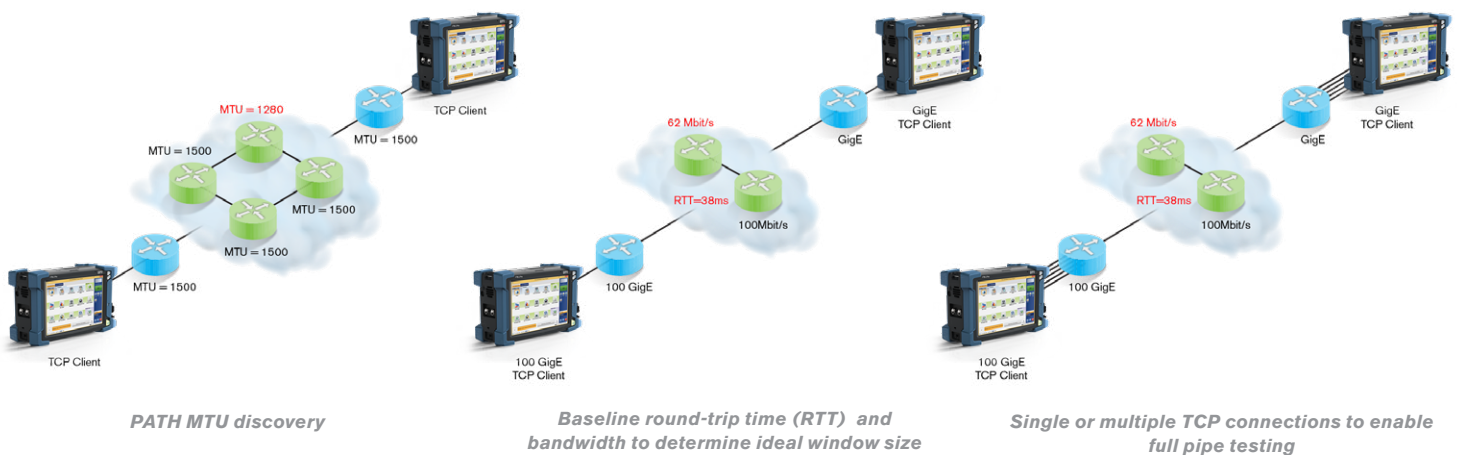 TCP Client
MTU = 1280
MTU = 1500
MTU = 1500
MTU = 1500
MTU = 1500
MTU = 1500
TCP Client
PATH MTU discovery
GigE
TCP Client
62 Mbit/s
GigE
RTT=38ms
100Mbit/s
100 GigE
100 GigE
TCP Client
Baseline round-trip time (RTT) and
bandwidth to determine ideal window size
GigE
TCP Client
62 Mbit/s
GigE
RTT=38ms
100Mbit/s
100 GigE
100 GigE
TCP Client
Single or multiple TCP connections to enable
full pipe testing